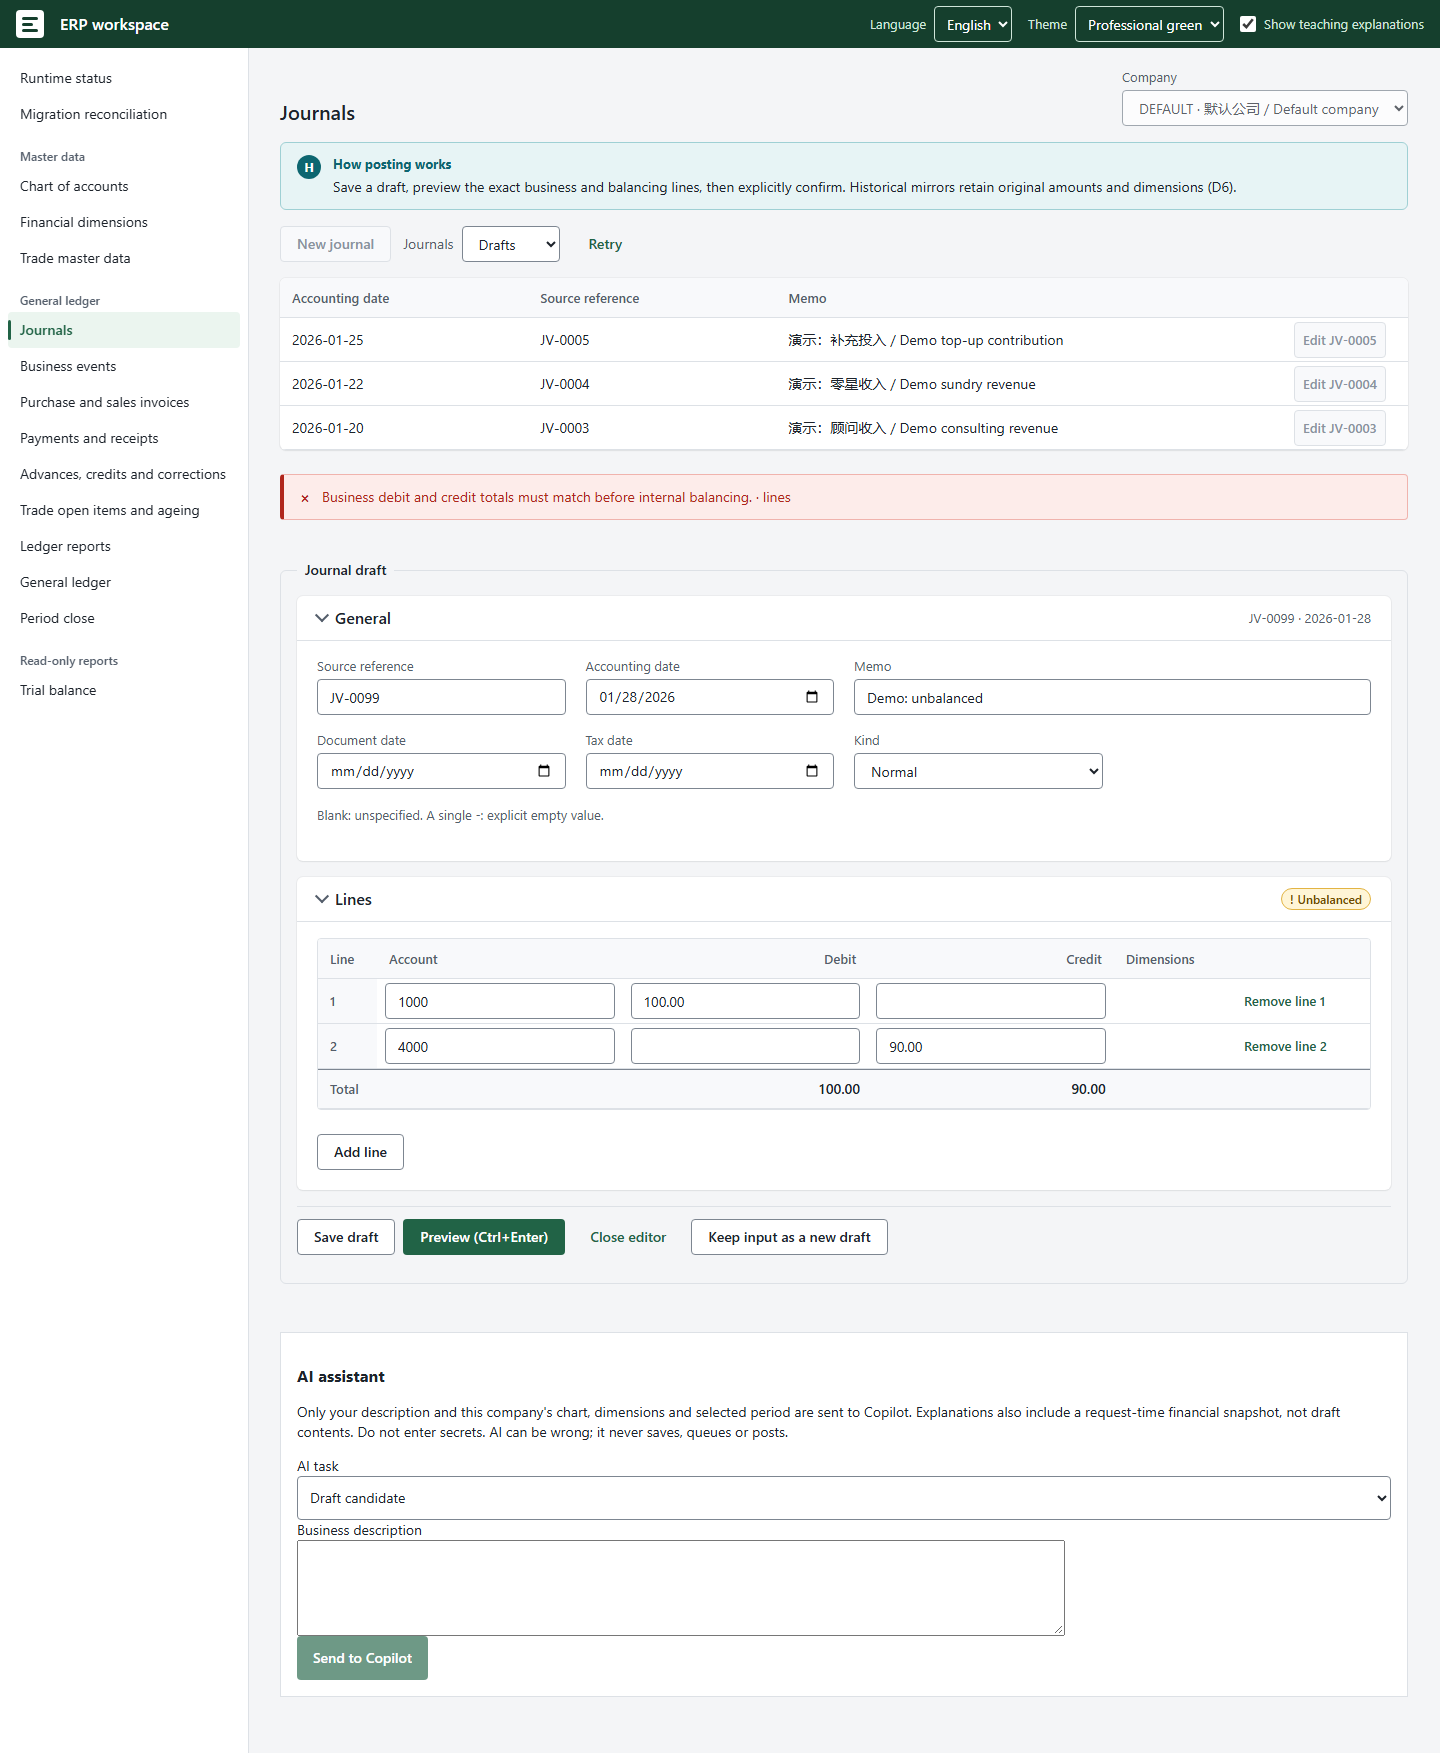 ERP workspace
Language English Theme Professional green Show teaching explanations
Runtime status
Migration reconciliation
Master data
Chart of accounts
Financial dimensions
Trade master data
General ledger
Journals
Business events
Purchase and sales invoices
Payments and receipts
Advances, credits and corrections
Trade open items and ageing
Ledger reports
General ledger
Period close
Read-only reports
Trial balance
Company
Journals
DEFAULT · 默认公司 / Default company
H How posting works
Save a draft, preview the exact business and balancing lines, then explicitly confirm. Historical mirrors retain original amounts and dimensions (D6).
New journal Journals Drafts Retry
Accounting date Source reference Memo
2026-01-25 JV-0005 演示：补充投入 / Demo top-up contribution Edit JV-0005
2026-01-22 JV-0004 演示：零星收入 / Demo sundry revenue Edit JV-0004
2026-01-20 JV-0003 演示：顾问收入 / Demo consulting revenue Edit JV-0003
× Business debit and credit totals must match before internal balancing. · lines
Journal draft
General JV-0099 · 2026-01-28
Source reference Accounting date Memo
JV-0099 01/28/2026 Demo: unbalanced
Document date Tax date Kind
mm/dd/yyyy mm/dd/yyyy Normal
Blank: unspecified. A single -: explicit empty value.
Lines ! Unbalanced
Line Account Debit Credit Dimensions
1 1000 100.00 Remove line 1
2 4000 90.00 Remove line 2
Total 100.00 90.00
Add line
Save draft Preview (Ctrl+Enter) Close editor Keep input as a new draft
AI assistant
Only your description and this company's chart, dimensions and selected period are sent to Copilot. Explanations also include a request-time financial snapshot, not draft
contents. Do not enter secrets. AI can be wrong; it never saves, queues or posts.
AI task
Draft candidate
Business description
Send to Copilot